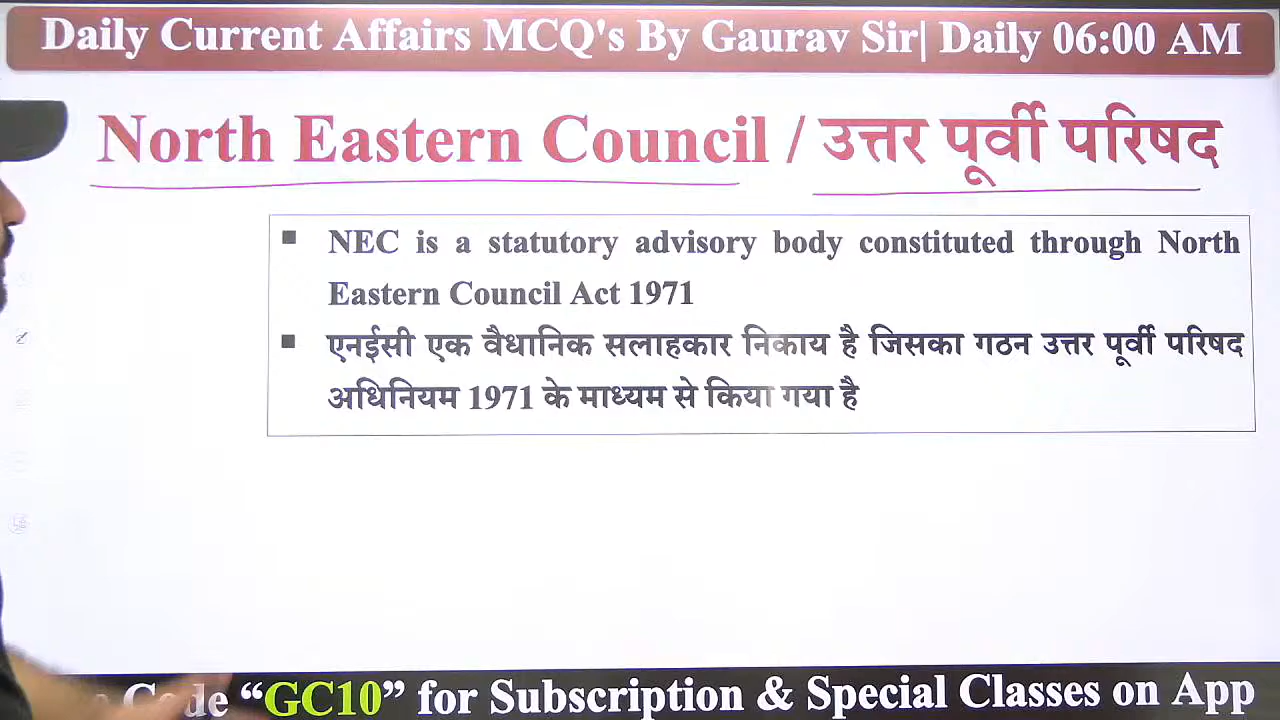 Daily Current Affairs MCQ's By Gaurav Sir| Daily 06:00 AM
North Eastern Council / उत्तर पूर्वी परिषद
▪ NEC is a statutory advisory body constituted through North
Eastern Council Act 1971
▪ एनईसी एक वैधानिक सलाहकार निकाय है जिसका गठन उत्तर पूर्वी परिषद
अधिनियम 1971 के माध्यम से किया गया है
Code “GC10” for Subscription & Special Classes on App